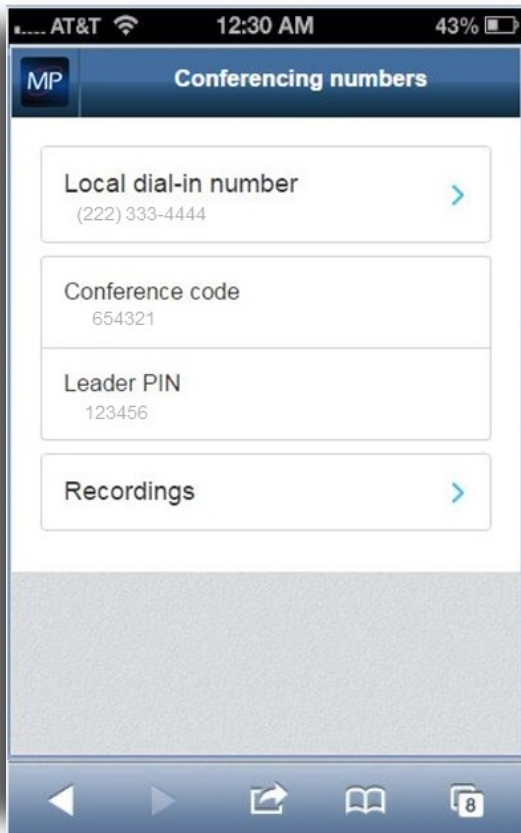 ..... AT&T 12:30 AM 43%
MP Conferencing numbers
Local dial-in number
(222) 333-4444
Conference code
654321
Leader PIN
123456
Recordings
8